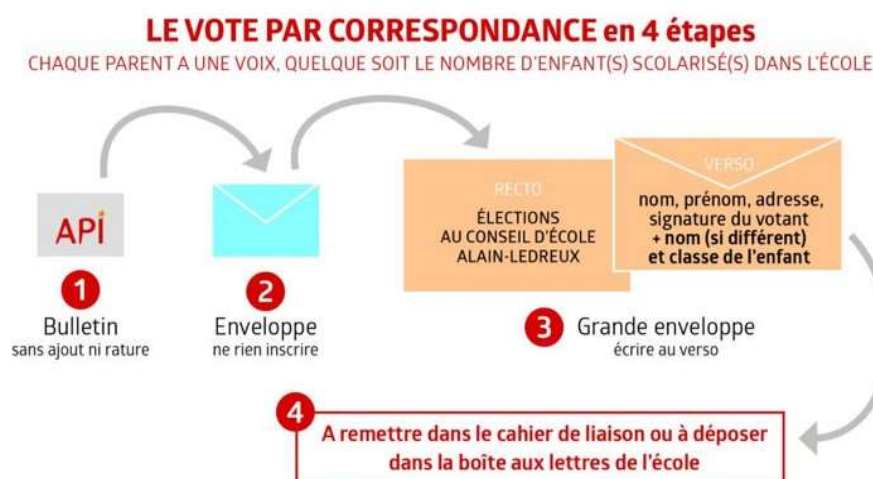 LE VOTE PAR CORRESPONDANCE en 4 étapes
CHAQUE PARENT A UNE VOIX, QUELQUE SOIT LE NOMBRE D'ENFANT(S) SCOLARISÉ(S) DANS L'ÉCOLE
API
1
Bulletin
sans ajout ni rature
2
Enveloppe
ne rien inscrire
RECTO
ÉLECTIONS
AU CONSEIL D'ÉCOLE
ALAIN-LEDREUX
VERSO
nom, prénom, adresse,
signature du votant
+ nom (si différent)
et classe de l'enfant
3 Grande enveloppe
écrire au verso
4
A remettre dans le cahier de liaison ou à déposer
dans la boîte aux lettres de l'école